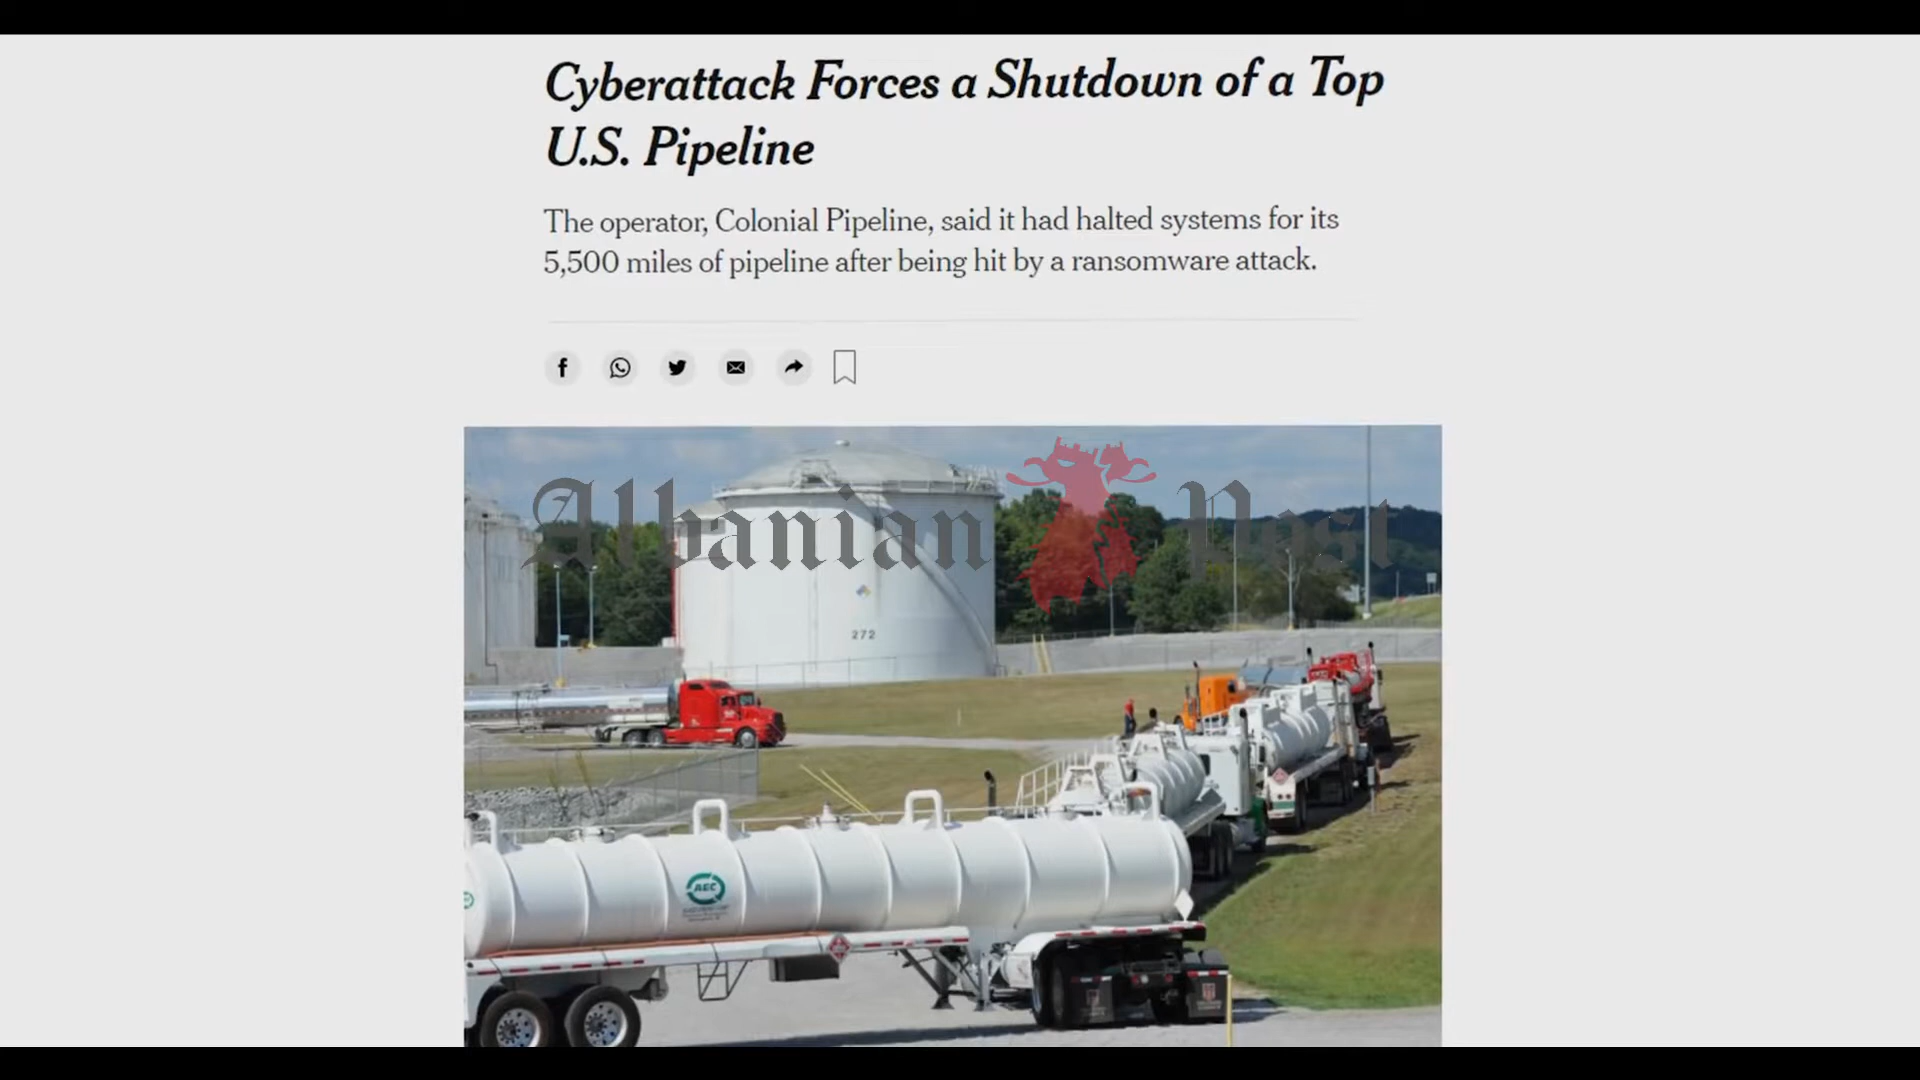 Cyberattack Forces a Shutdown of a Top
U.S. Pipeline
The operator, Colonial Pipeline, said it had halted systems for its
5,500 miles of pipeline after being hit by a ransomware attack.
Albanian Post
272
AEC